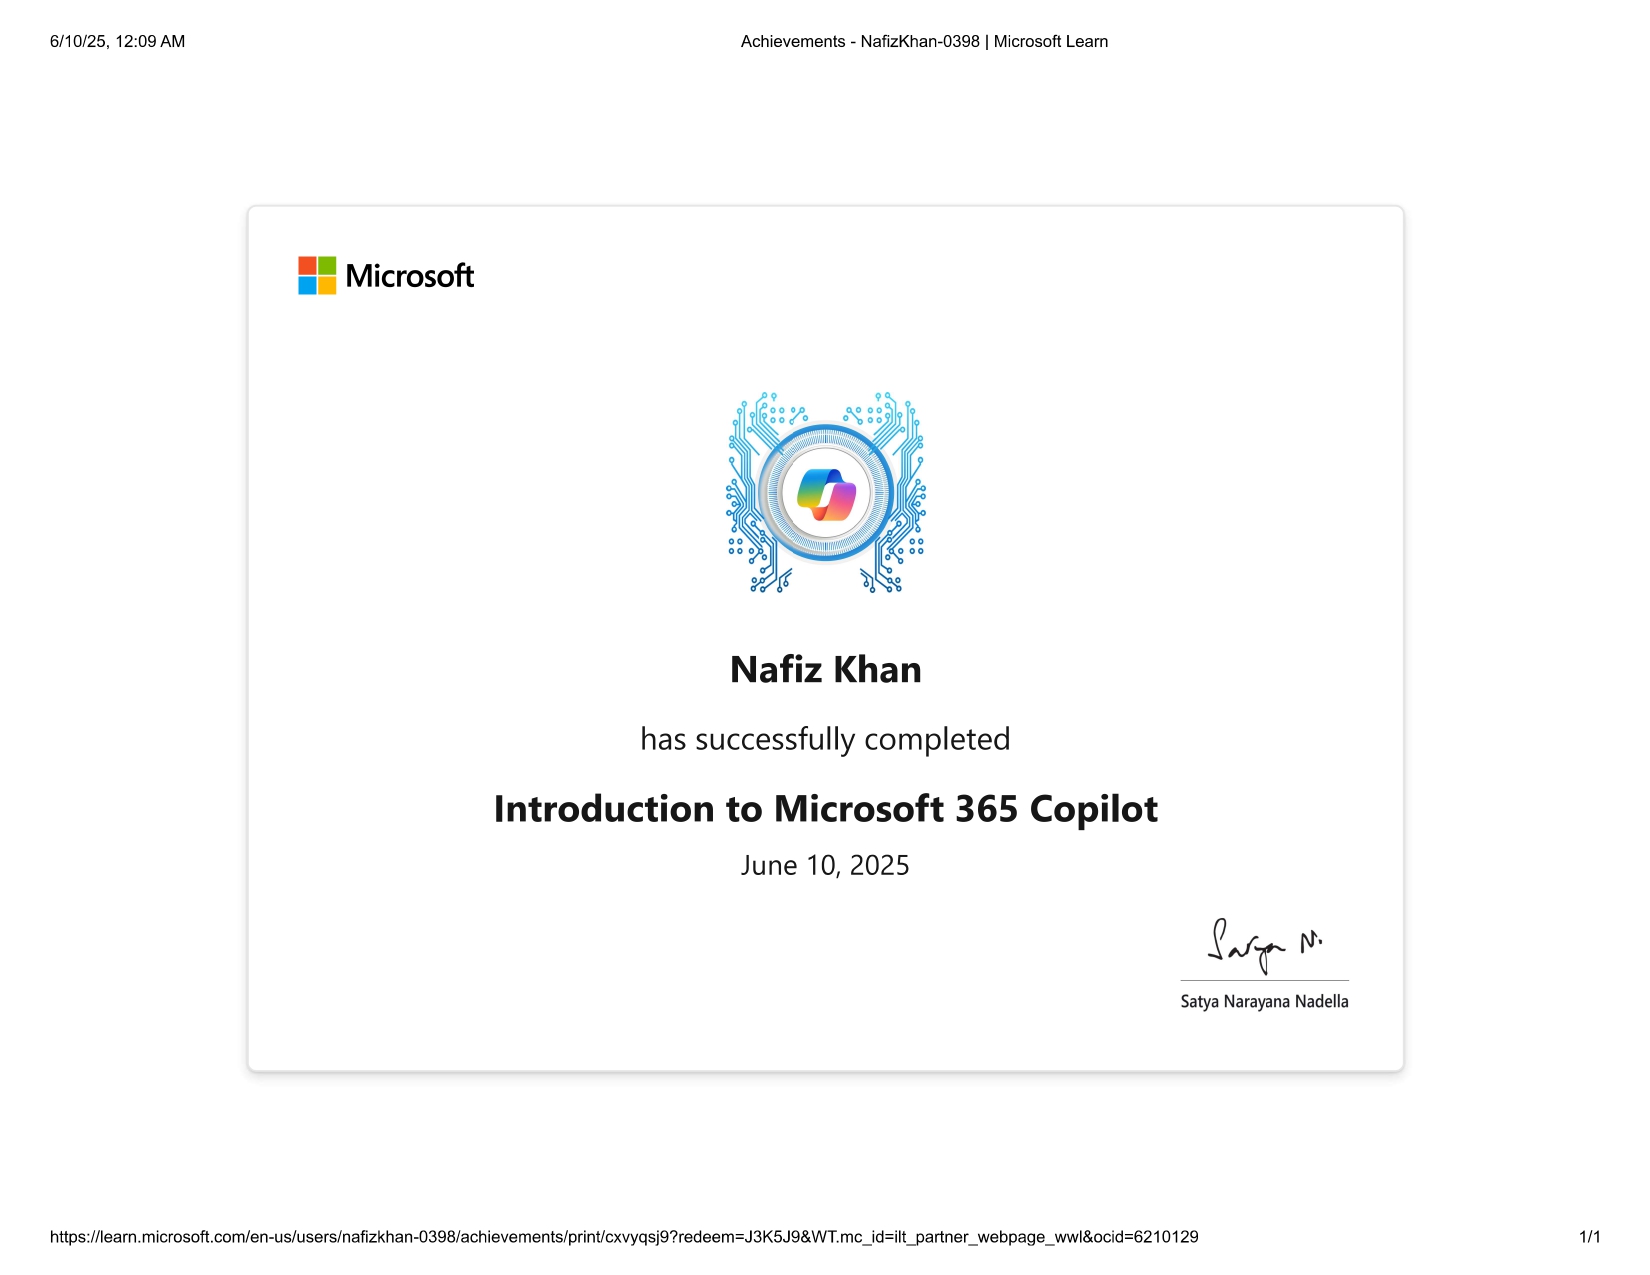 6/10/25, 12:09 AM
Achievements - NafizKhan-0398 | Microsoft Learn
Microsoft
Nafiz Khan
has successfully completed
Introduction to Microsoft 365 Copilot
June 10, 2025
Satya N.
Satya Narayana Nadella
https://learn.microsoft.com/en-us/users/nafizkhan-0398/achievements/print/cxvyqsj9?redeem=J3K5J9&WT.mc_id=ilt_partner_webpage_wwl&ocid=6210129
1/1